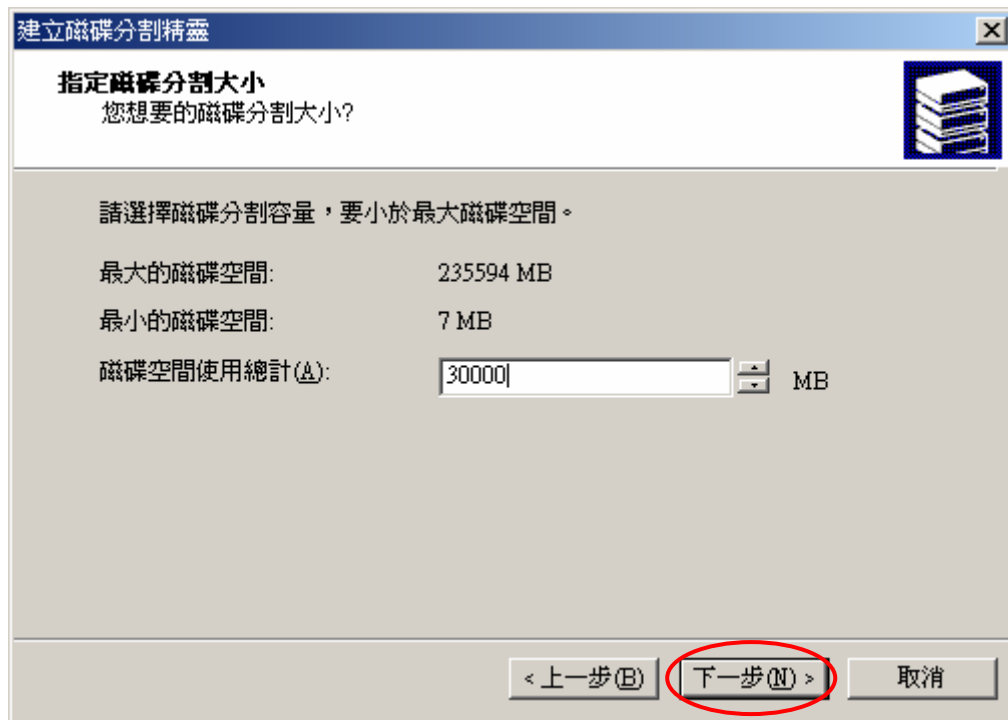 建立磁碟分割精靈
指定磁碟分割大小
您想要的磁碟分割大小?
請選擇磁碟分割容量，要小於最大磁碟空間。
最大的磁碟空間: 235594 MB
最小的磁碟空間: 7 MB
磁碟空間使用總計(A): 30000 MB
<上一步(B) 下一步(N) > 取消